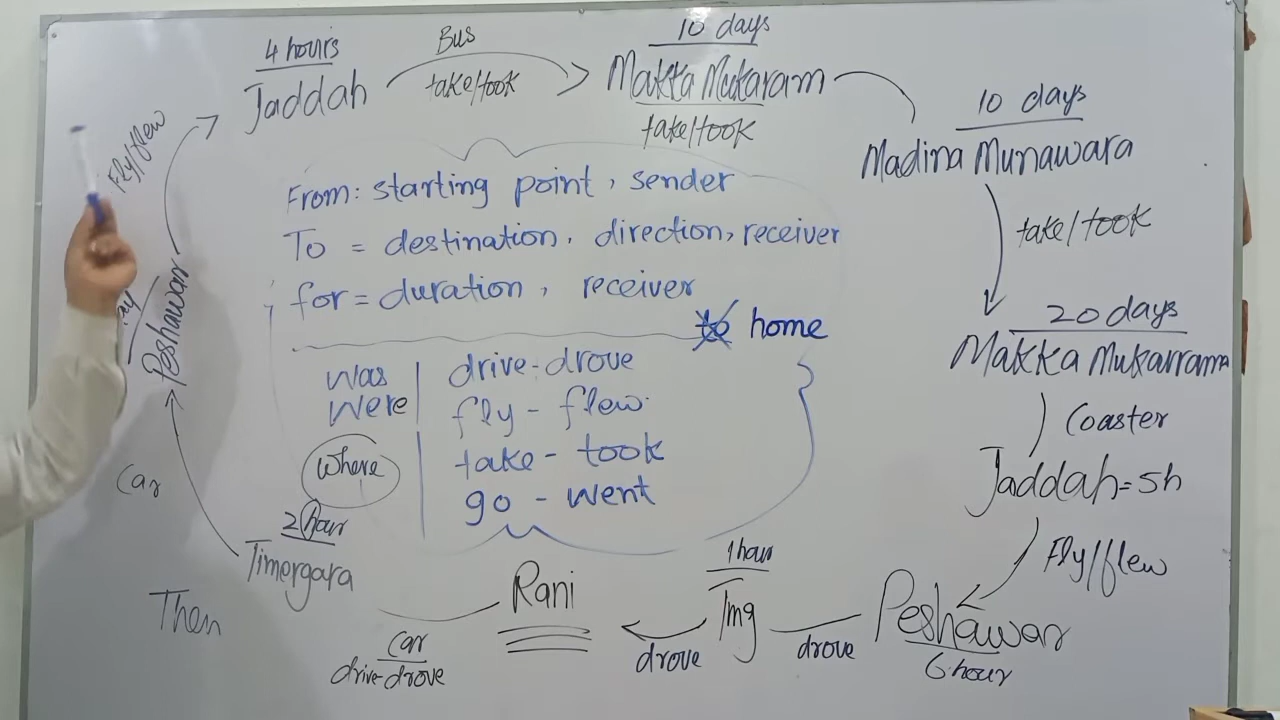 4 hours
Jaddah
Bus
take/took
10 days
Makka Mukaram
take/took
10 days
Madina Munawara
take/took
20 days
Makka Mukarrama
Coaster
Jaddah=5h
Fly/flew
Peshawar
6 hour
drove
1 hour
Tmg
drove
Rani
car
drive-drove
2 hour
Timergara
Then
Car
Peshawar
Fly/flew
From: starting point, sender
To = destination, direction, receiver
for = duration, receiver
to home
was
were
where
drive-drove
fly - flew
take - took
go - went